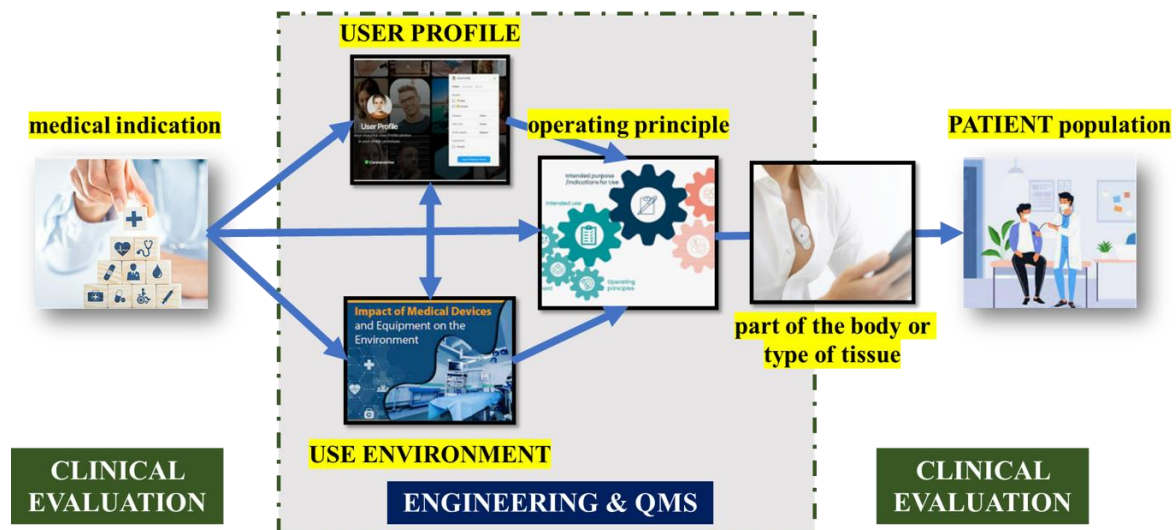 USER PROFILE
medical indication
User Profile
operating principle
PATIENT population
Intended purpose
/Indications for Use
Intended use
Operating
principles
Impact of Medical Devices
and Equipment on the
Environment
part of the body or
type of tissue
USE ENVIRONMENT
CLINICAL
EVALUATION
ENGINEERING & QMS
CLINICAL
EVALUATION